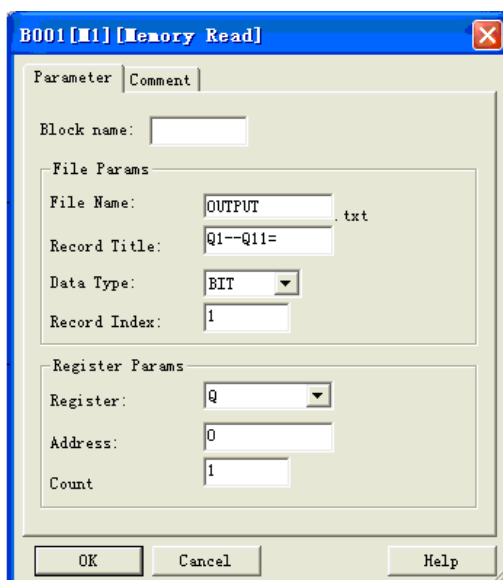 B001[M1][Memory Read]
Parameter Comment
Block name:
File Params
File Name: OUTPUT .txt
Record Title: Q1--Q11=
Data Type: BIT
Record Index: 1
Register Params
Register: Q
Address: 0
Count 1
OK Cancel Help